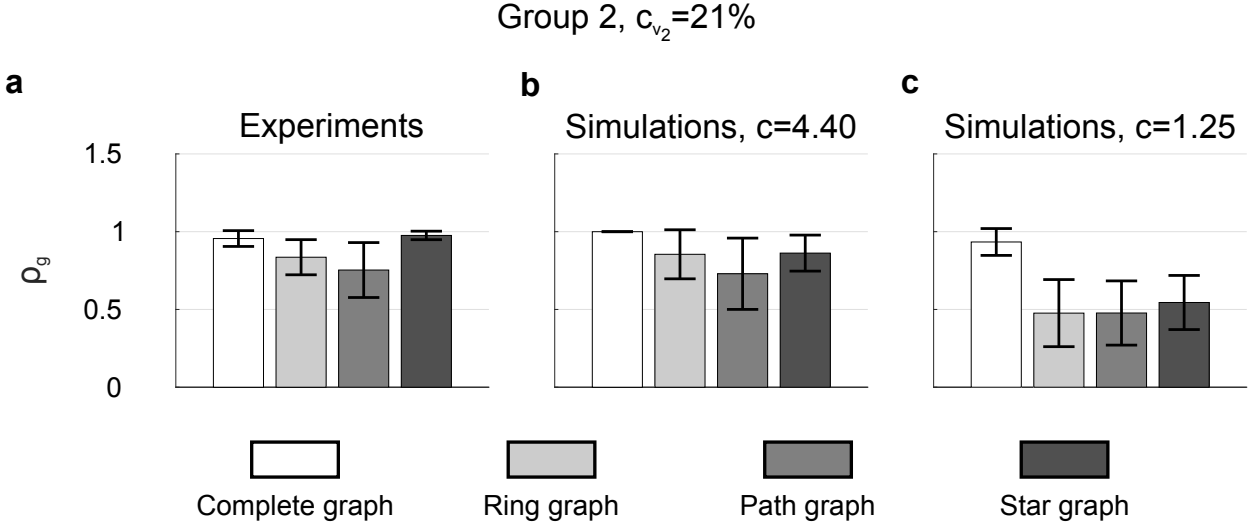 Group 2, c_v₂=21%
a
b
c
Experiments
Simulations, c=4.40
Simulations, c=1.25
1.5
1
0.5
0
ρg
Complete graph
Ring graph
Path graph
Star graph